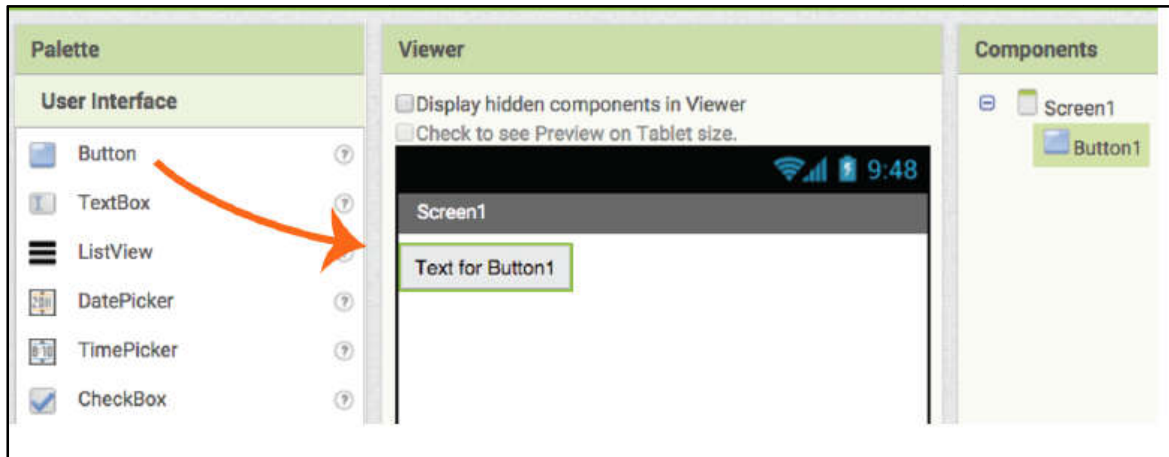 Palette
User Interface
Button
TextBox
ListView
DatePicker
TimePicker
CheckBox
Viewer
Display hidden components in Viewer
Check to see Preview on Tablet size.
9:48
Screen1
Text for Button1
Components
Screen1
Button1